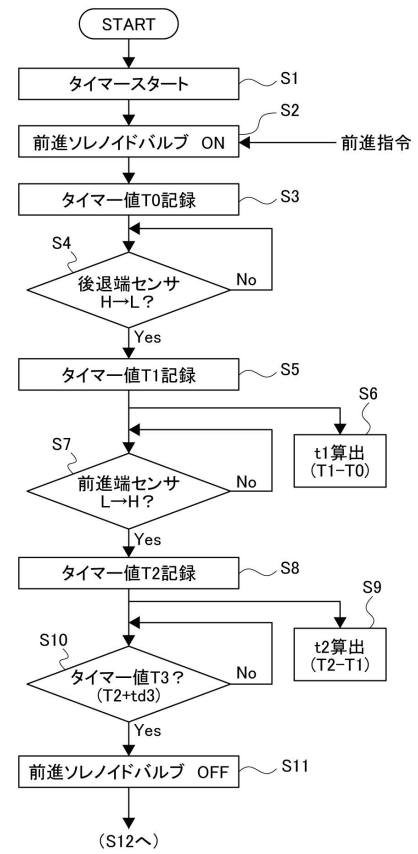 START
タイマースタート
S1
前進ソレノイドバルブ ON
S2
前進指令
タイマー値T0記録
S3
S4
後退端センサ
H→L?
No
Yes
タイマー値T1記録
S5
S6
t1算出
(T1-T0)
S7
前進端センサ
L→H?
No
Yes
タイマー値T2記録
S8
S9
t2算出
(T2-T1)
S10
タイマー値T3?
(T2+td3)
No
Yes
前進ソレノイドバルブ OFF
S11
(S12へ)